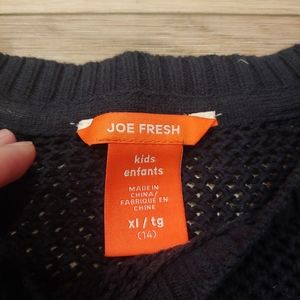 JOE FRESH
kids
enfants
MADE IN
CHINA/
FABRIQUÉ EN
CHINE
xl / tg
(14)